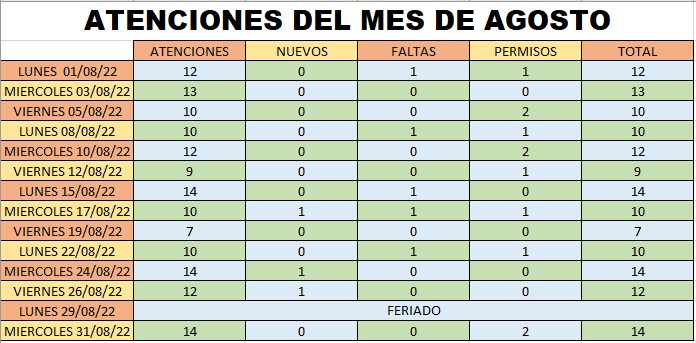 ATENCIONES DEL MES DE AGOSTO
ATENCIONES NUEVOS FALTAS PERMISOS TOTAL
LUNES 01/08/22 12 0 1 1 12
MIERCOLES 03/08/22 13 0 0 0 13
VIERNES 05/08/22 10 0 0 2 10
LUNES 08/08/22 10 0 1 1 10
MIERCOLES 10/08/22 12 0 0 2 12
VIERNES 12/08/22 9 0 0 1 9
LUNES 15/08/22 14 0 1 0 14
MIERCOLES 17/08/22 10 1 1 1 10
VIERNES 19/08/22 7 0 0 0 7
LUNES 22/08/22 10 0 1 1 10
MIERCOLES 24/08/22 14 1 0 0 14
VIERNES 26/08/22 12 1 0 0 12
LUNES 29/08/22 FERIADO
MIERCOLES 31/08/22 14 0 0 2 14